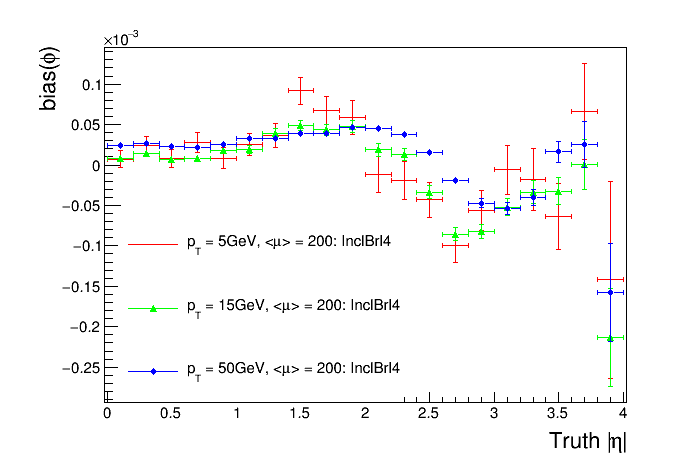 ×10⁻³
bias(ϕ)
0.1
0.05
0
−0.05
−0.1
−0.15
−0.2
−0.25
p_T = 5GeV, <μ> = 200: InclBrl4
p_T = 15GeV, <μ> = 200: InclBrl4
p_T = 50GeV, <μ> = 200: InclBrl4
0 0.5 1 1.5 2 2.5 3 3.5 4
Truth |η|